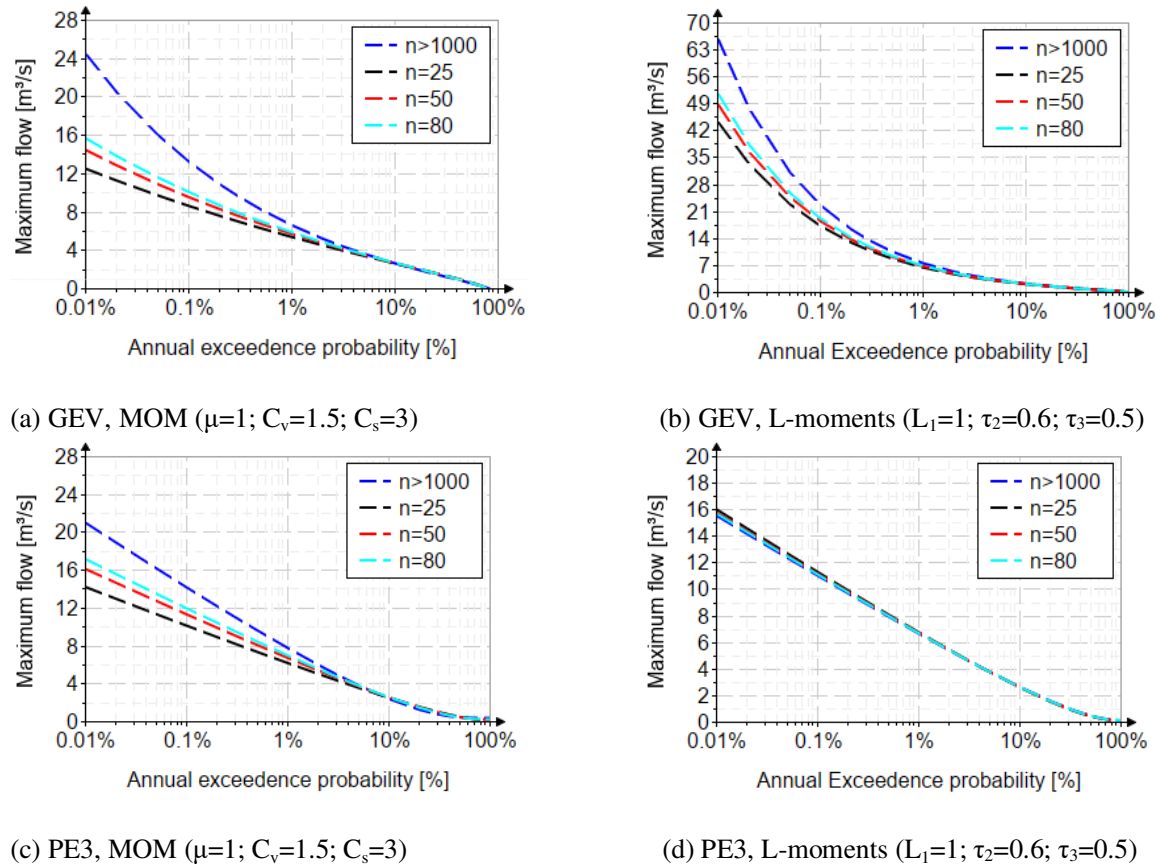 28
24
20
16
12
8
4
0
Maximum flow [m³/s]
n>1000
n=25
n=50
n=80
0.01% 0.1% 1% 10% 100%
Annual exceedence probability [%]
70
63
56
49
42
35
28
21
14
7
0
Maximum flow [m³/s]
n>1000
n=25
n=50
n=80
0.01% 0.1% 1% 10% 100%
Annual Exceedence probability [%]
(a) GEV, MOM (μ=1; Cᵥ=1.5; Cₛ=3)
(b) GEV, L-moments (L₁=1; τ₂=0.6; τ₃=0.5)
28
24
20
16
12
8
4
0
Maximum flow [m³/s]
n>1000
n=25
n=50
n=80
0.01% 0.1% 1% 10% 100%
Annual exceedence probability [%]
20
18
16
14
12
10
8
6
4
2
0
Maximum flow [m³/s]
n>1000
n=25
n=50
n=80
0.01% 0.1% 1% 10% 100%
Annual Exceedence probability [%]
(c) PE3, MOM (μ=1; Cᵥ=1.5; Cₛ=3)
(d) PE3, L-moments (L₁=1; τ₂=0.6; τ₃=0.5)